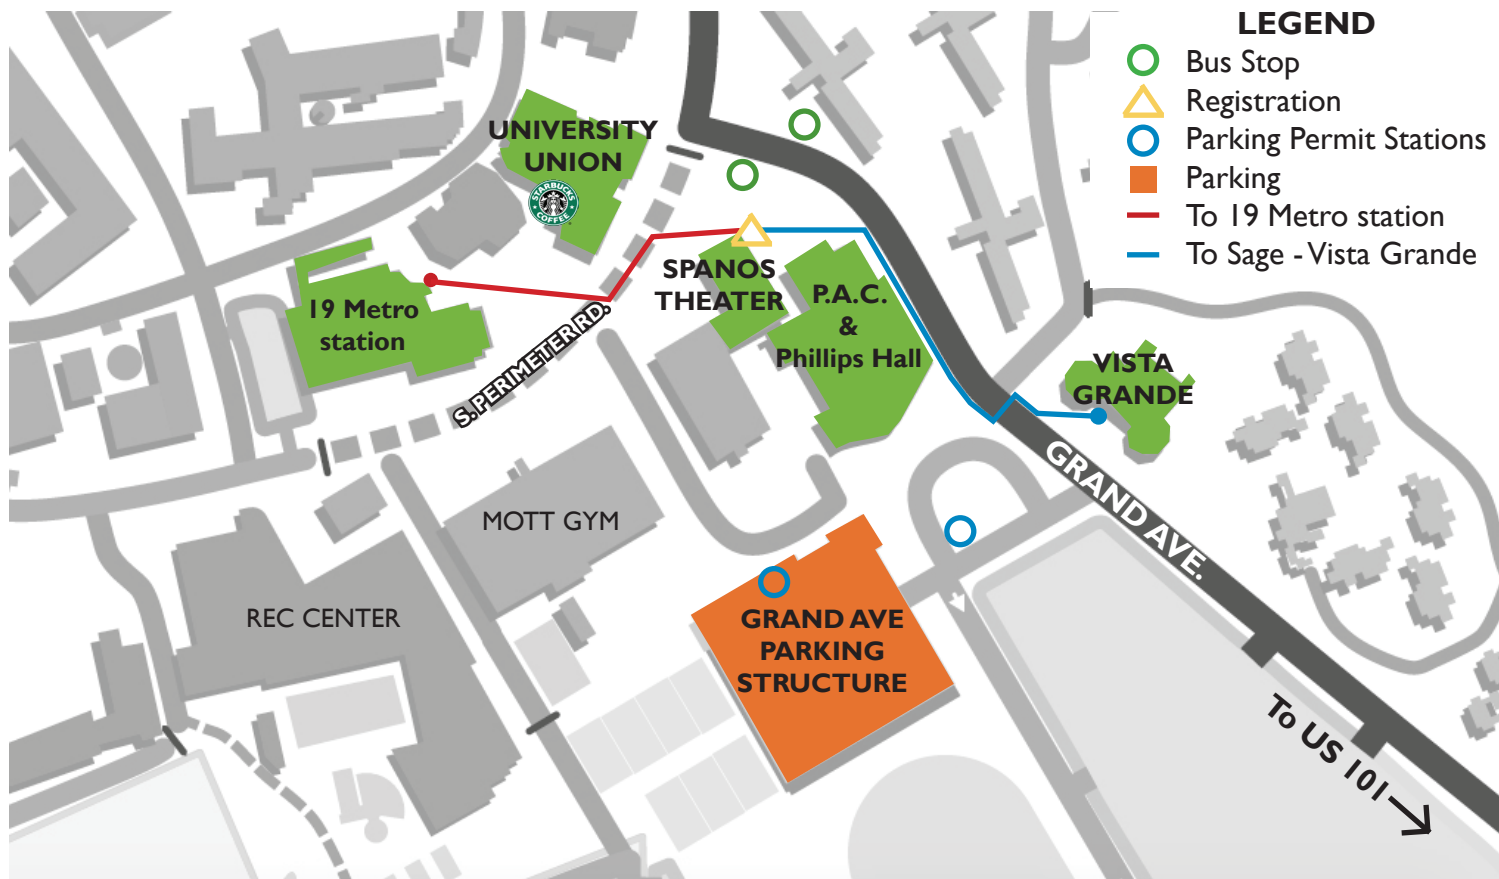 LEGEND
Bus Stop
Registration
Parking Permit Stations
Parking
To 19 Metro station
To Sage - Vista Grande
UNIVERSITY
UNION
STARBUCKS
COFFEE
SPANOS
THEATER
P.A.C.
&
Phillips Hall
19 Metro
station
S. PERIMETER RD.
VISTA
GRANDE
GRAND AVE.
MOTT GYM
REC CENTER
GRAND AVE
PARKING
STRUCTURE
To US 101